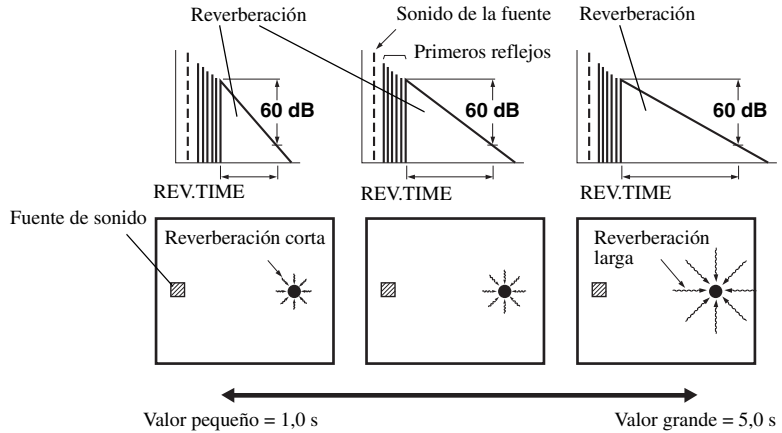 Reverberación
Sonido de la fuente
Reverberación
Primeros reflejos
60 dB
60 dB
60 dB
REV.TIME
REV.TIME
REV.TIME
Fuente de sonido
Reverberación corta
Reverberación
larga
Valor pequeño = 1,0 s
Valor grande = 5,0 s